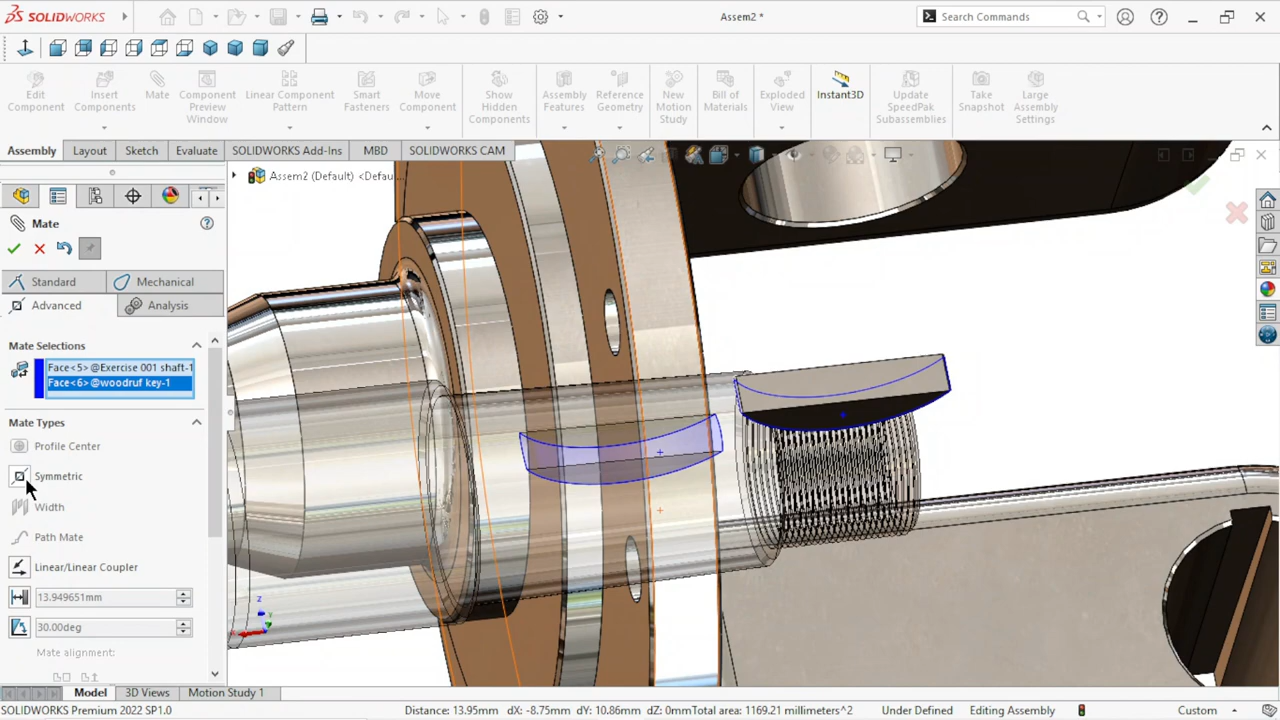 SOLIDWORKS
Assem2 *
Search Commands
Edit Component
Insert Components
Mate
Component Preview Window
Linear Component Pattern
Smart Fasteners
Move Component
Show Hidden Components
Assembly Features
Reference Geometry
New Motion Study
Bill of Materials
Exploded View
Instant3D
Update SpeedPak Subassemblies
Take Snapshot
Large Assembly Settings
Assembly
Layout
Sketch
Evaluate
SOLIDWORKS Add-Ins
MBD
SOLIDWORKS CAM
Assem2 (Default) <Defau...
Mate
Standard
Mechanical
Advanced
Analysis
Mate Selections
Face<5>@Exercise 001 shaft-1
Face<6>@woodruf key-1
Mate Types
Profile Center
Symmetric
Width
Path Mate
Linear/Linear Coupler
13.949651mm
30.00deg
Mate alignment:
Model
3D Views
Motion Study 1
SOLIDWORKS Premium 2022 SP1.0
Distance: 13.95mm dX: -8.75mm dY: 10.86mm dZ: 0mmTotal area: 1169.21 millimeters^2
Under Defined
Editing Assembly
Custom